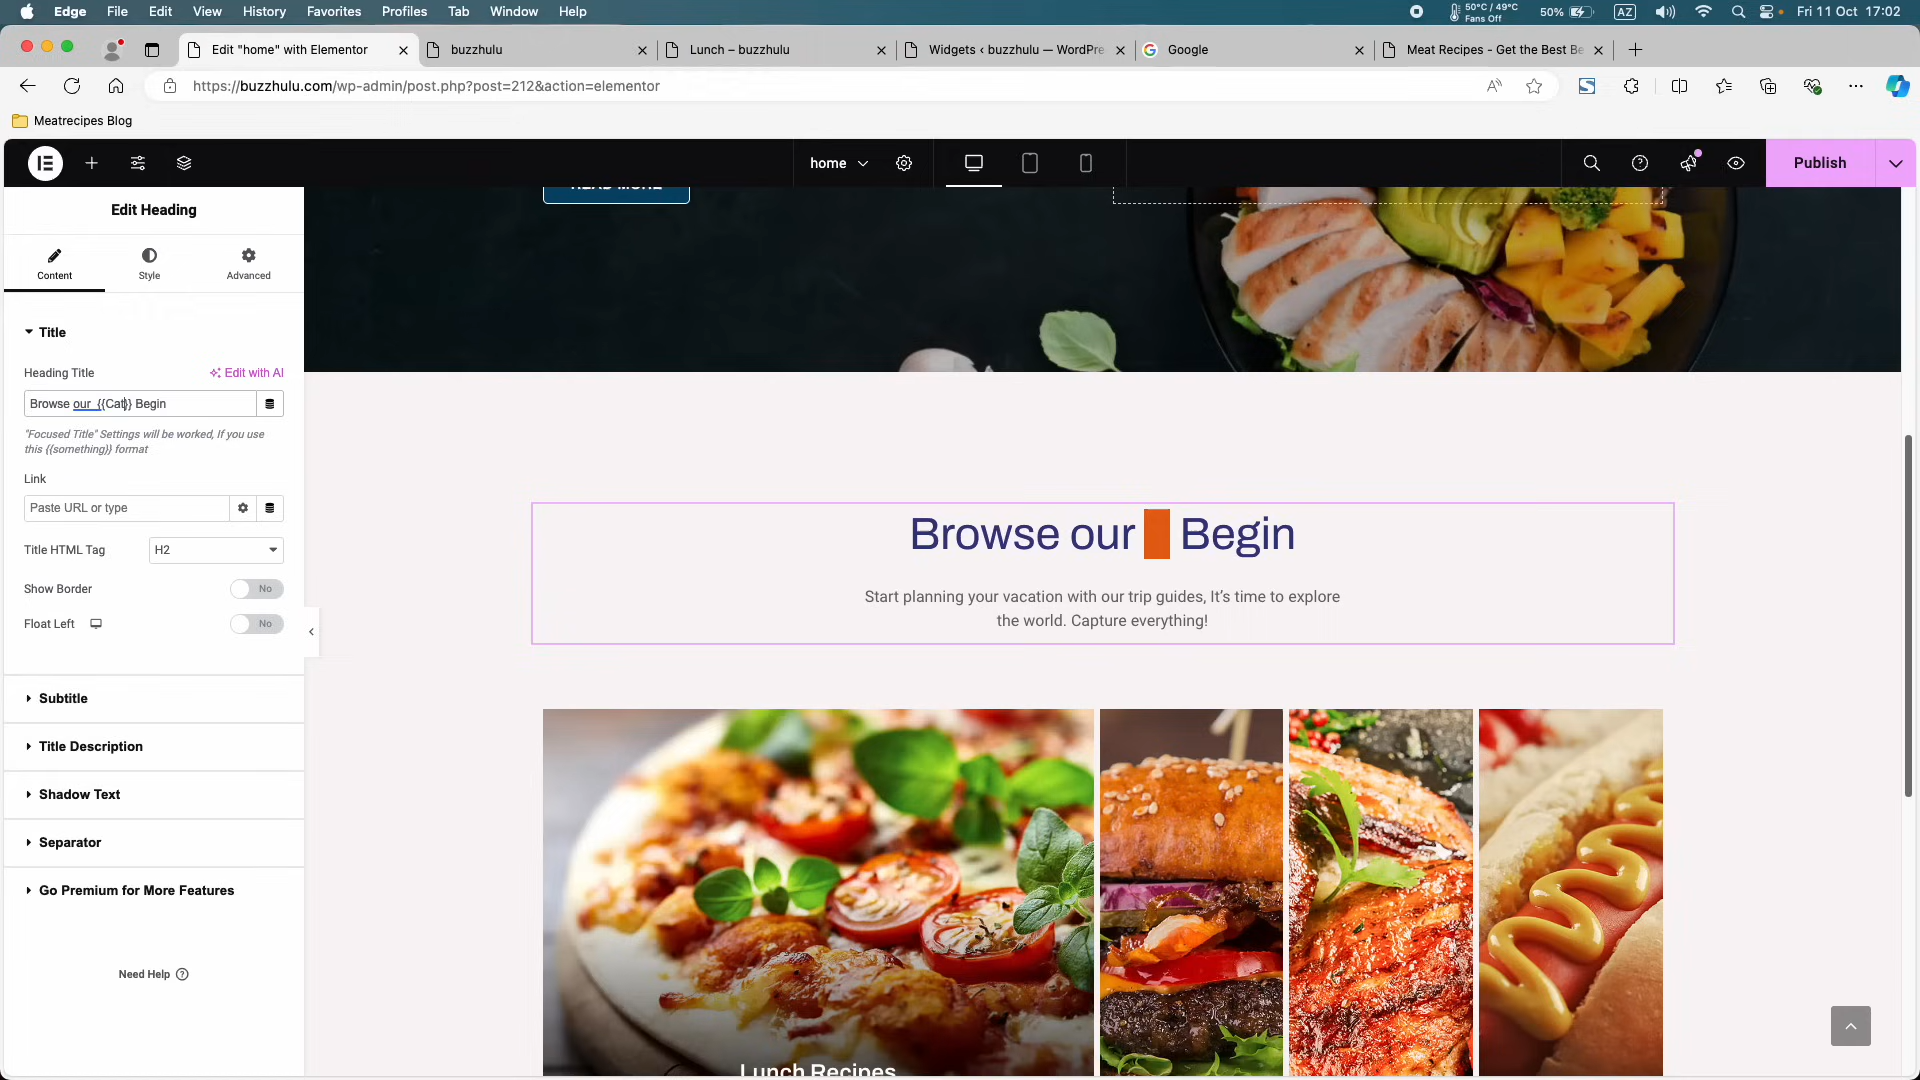 Edge File Edit View History Favorites Profiles Tab Window Help
50°C / 49°C
Fans Off
50% AZ Fri 11 Oct 17:02
Edit "home" with Elementor
buzzhulu
Lunch – buzzhulu
Widgets ‹ buzzhulu — WordPre
Google
Meat Recipes - Get the Best Be
https://buzzhulu.com/wp-admin/post.php?post=212&action=elementor
Meatrecipes Blog
home
Publish
Edit Heading
READ MORE
Content Style Advanced
Title
Heading Title Edit with AI
Browse our {{Cat}} Begin
"Focused Title" Settings will be worked, If you use
this {{something}} format
Link
Paste URL or type
Title HTML Tag H2
Show Border No
Float Left No
Subtitle
Title Description
Shadow Text
Separator
Go Premium for More Features
Need Help
Browse our Begin
Start planning your vacation with our trip guides, It's time to explore
the world. Capture everything!
Lunch Recipes